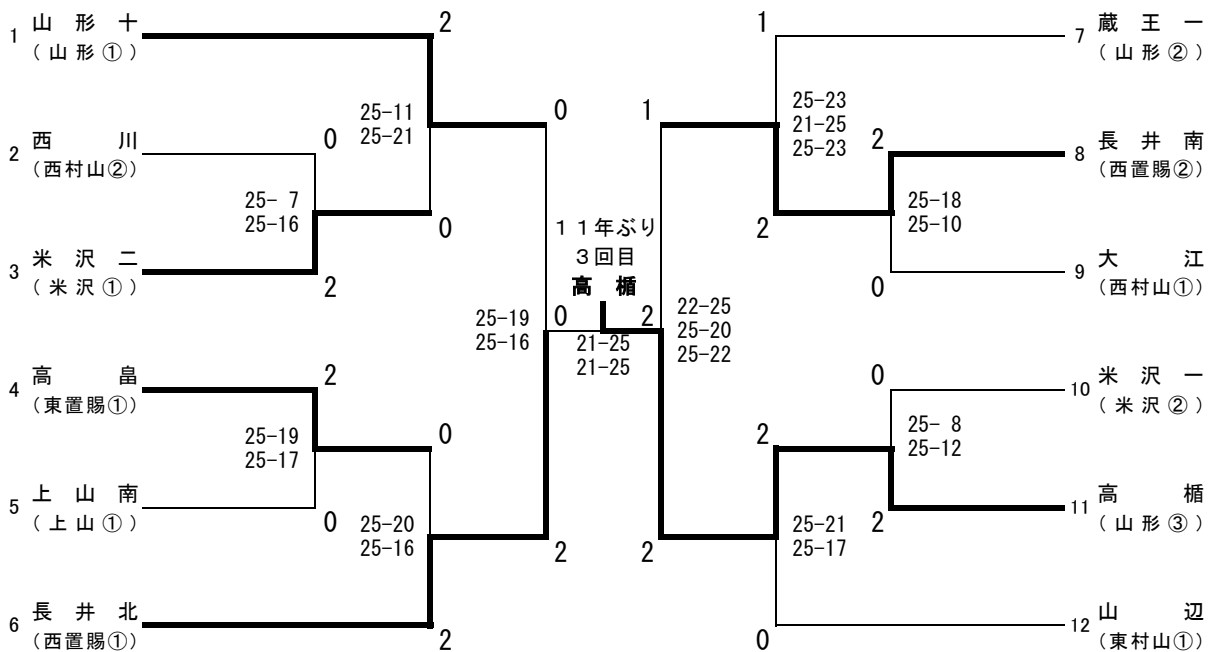 1 山形十 2
(山形①)
25-11
25-21
2 西川 0
(西村山②)
25- 7
25-16
0
3 米沢二 2
(米沢①)
0
4 高畠 2
(東置賜①)
25-19
25-17
0
5 上山南 0
(上山①)
25-20
25-16
6 長井北 2
(西置賜①)
2
25-19
25-16
11年ぶり
3回目
高楯
0 2
21-25
21-25
1 7 蔵王一
(山形②)
1
25-23
21-25
25-23
2 8 長井南
(西置賜②)
25-18
25-10
2
0 9 大江
(西村山①)
22-25
25-20
25-22
0 10 米沢一
(米沢②)
25- 8
25-12
2
2 11 高楯
(山形③)
25-21
25-17
2
0 12 山辺
(東村山①)